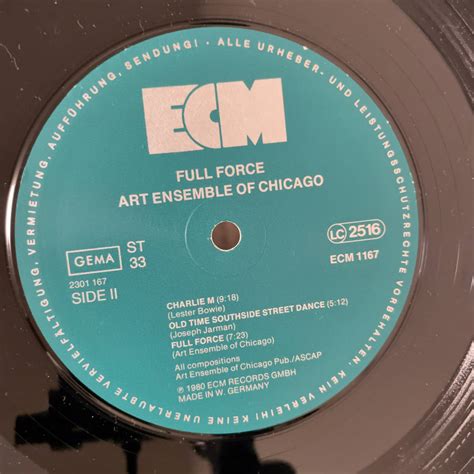 ALLE URHEBER- UND LEISTUNGSSCHUTZRECHTE VORBEHALTEN. KEIN VERLEIH! KEINE UNERLAUBTE VERVIELFÄLTIGUNG, VERMIETUNG, AUFFÜHRUNG, SENDUNG! ·
ECM
FULL FORCE
ART ENSEMBLE OF CHICAGO
GEMA
ST
33
LC 2516
2301 167
ECM 1167
SIDE II
CHARLIE M (9:18)
(Lester Bowie)
OLD TIME SOUTHSIDE STREET DANCE (5:12)
(Joseph Jarman)
FULL FORCE (7:23)
(Art Ensemble of Chicago)
All compositions
Art Ensemble of Chicago Pub./ASCAP
℗ 1980 ECM RECORDS GMBH
MADE IN W. GERMANY